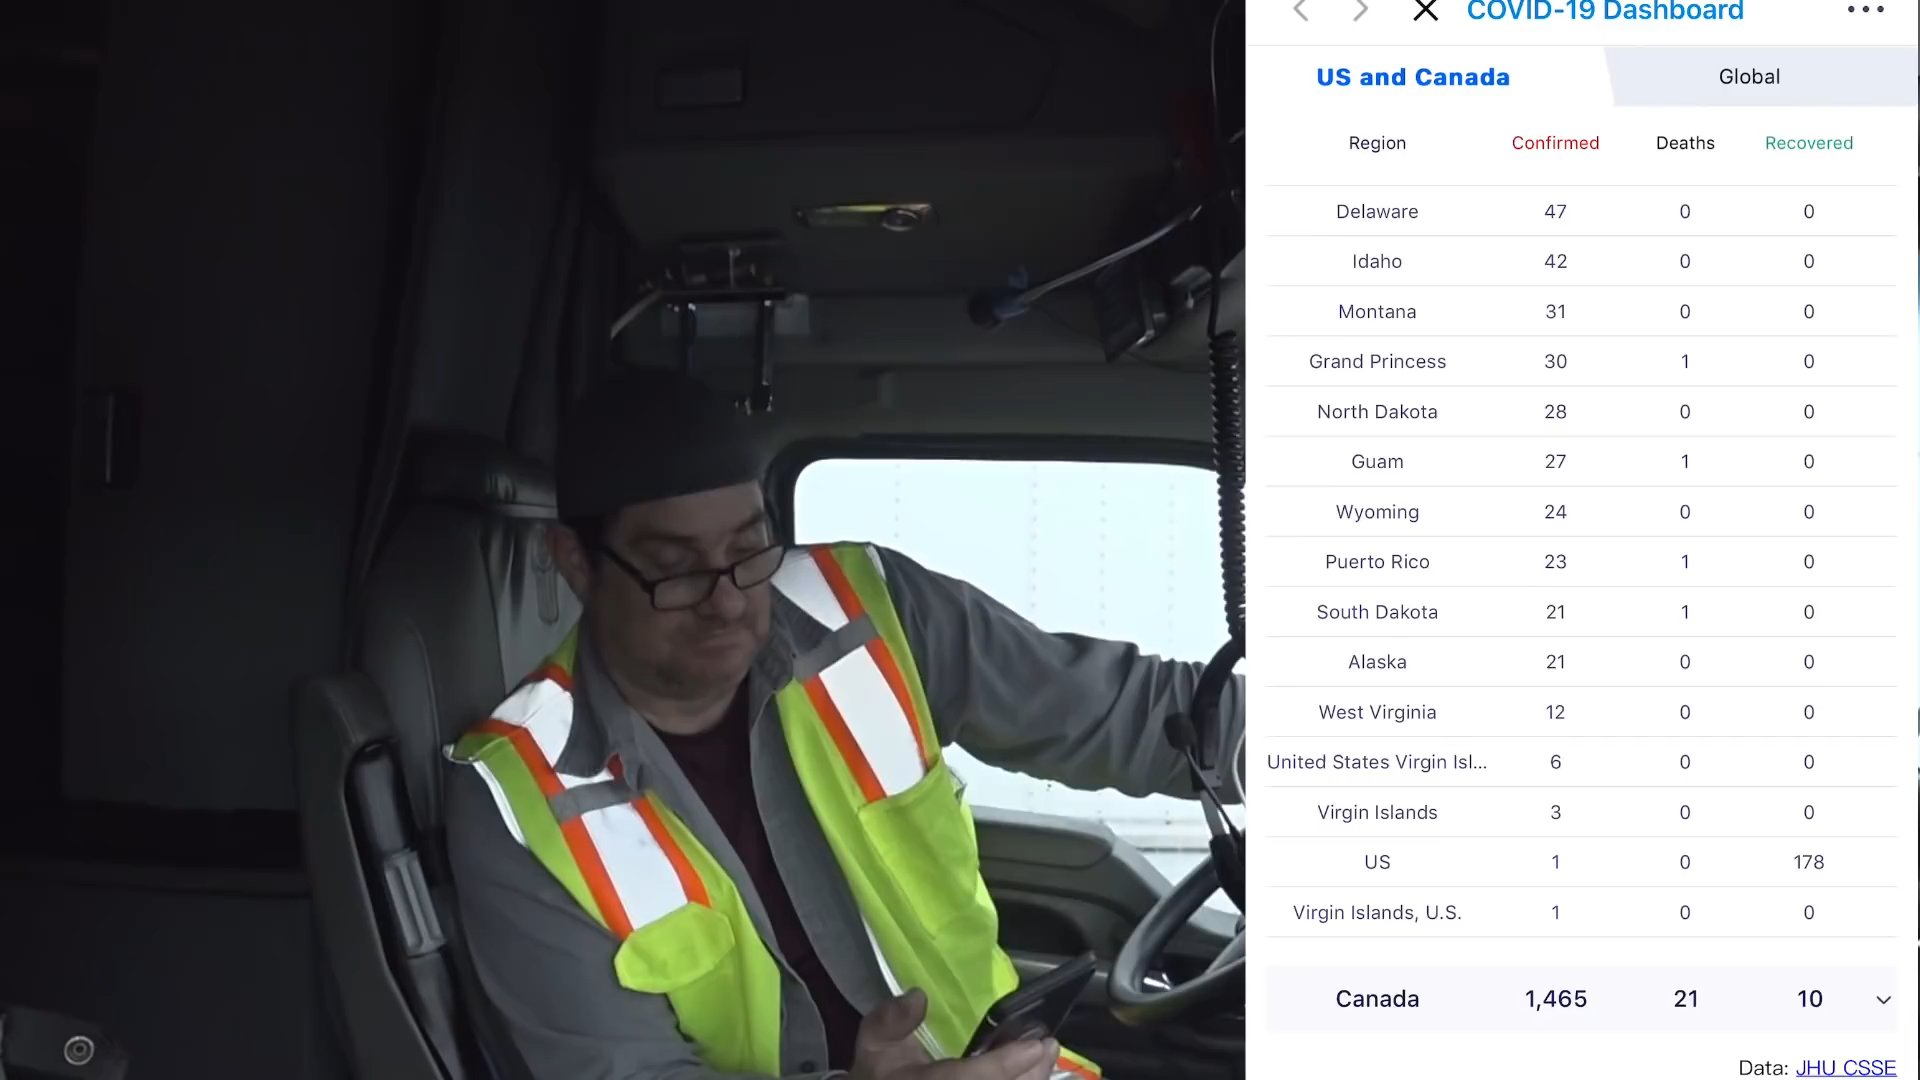 COVID-19 Dashboard
US and Canada Global
Region Confirmed Deaths Recovered
Delaware 47 0 0
Idaho 42 0 0
Montana 31 0 0
Grand Princess 30 1 0
North Dakota 28 0 0
Guam 27 1 0
Wyoming 24 0 0
Puerto Rico 23 1 0
South Dakota 21 1 0
Alaska 21 0 0
West Virginia 12 0 0
United States Virgin Isl... 6 0 0
Virgin Islands 3 0 0
US 1 0 178
Virgin Islands, U.S. 1 0 0
Canada 1,465 21 10
Data: JHU CSSE